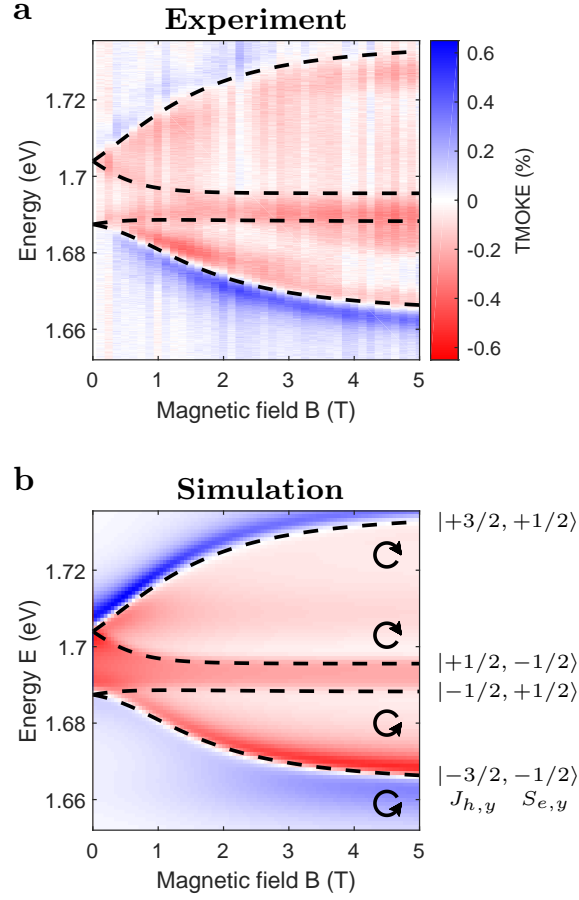 a
Experiment
1.72
1.7
1.68
1.66
Energy (eV)
0 1 2 3 4 5
Magnetic field B (T)
0.6
0.4
0.2
0
-0.2
-0.4
-0.6
TMOKE (%)
b
Simulation
1.72
1.7
1.68
1.66
Energy E (eV)
0 1 2 3 4 5
Magnetic field B (T)
|+3/2, +1/2⟩
|+1/2, −1/2⟩
|−1/2, +1/2⟩
|−3/2, −1/2⟩
J_{h,y} S_{e,y}